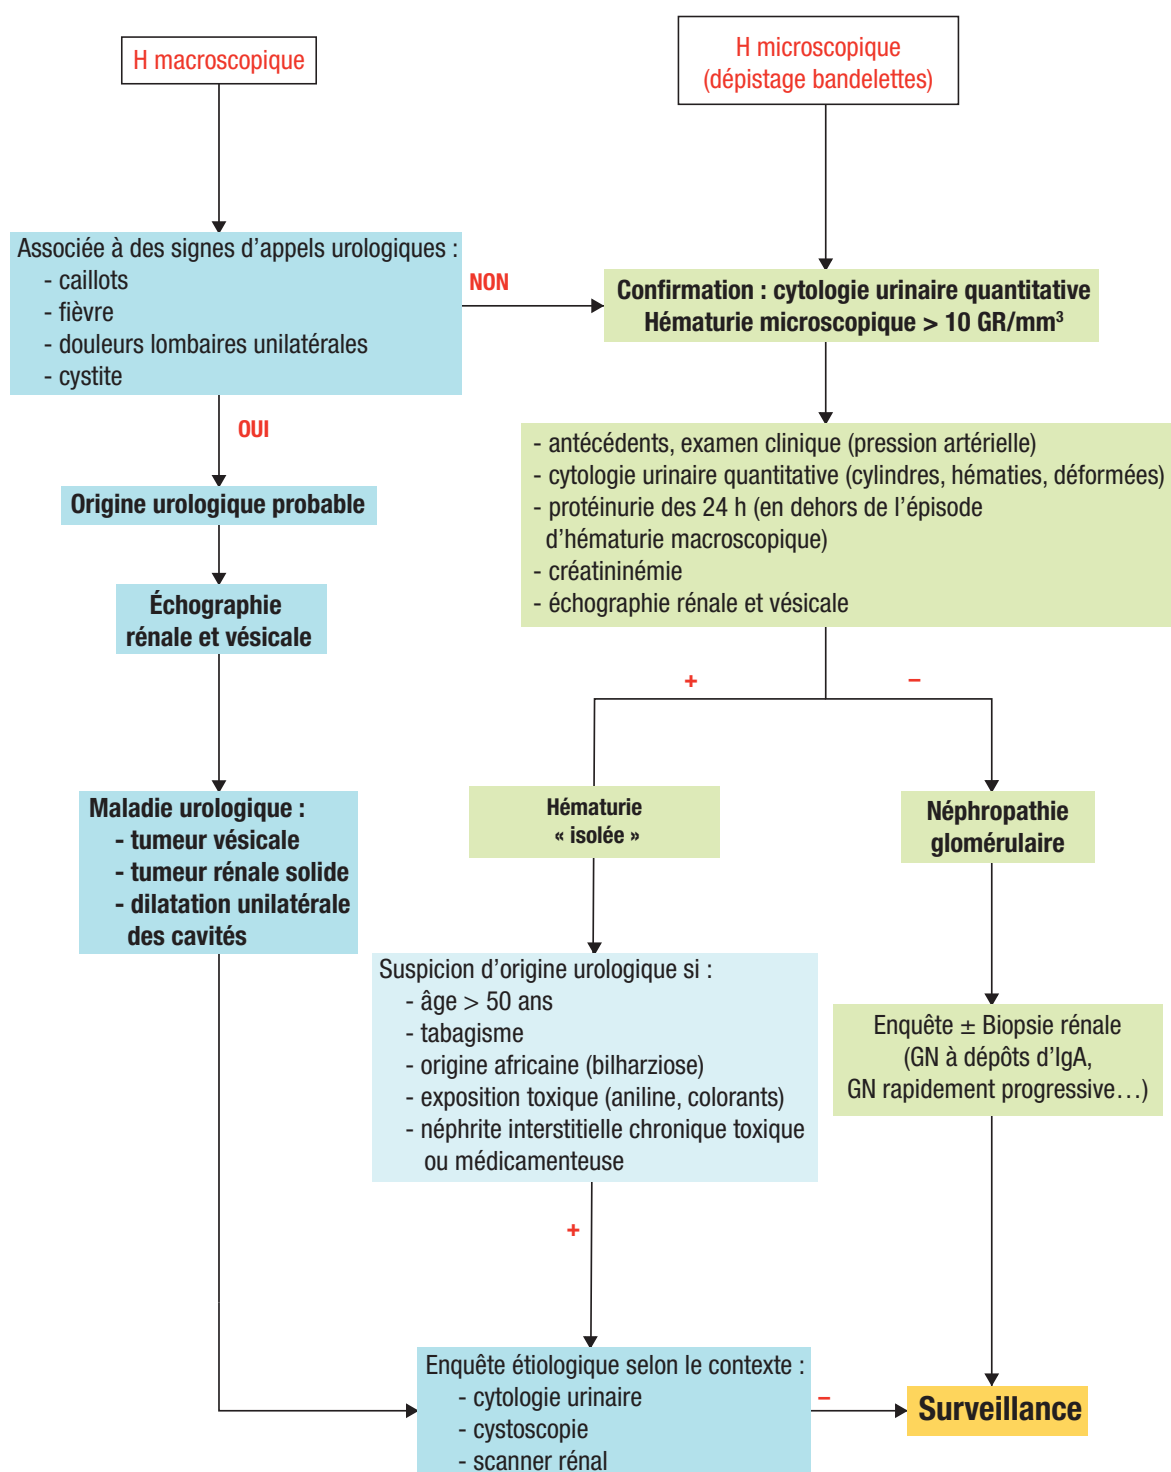 H macroscopique
H microscopique
(dépistage bandelettes)
Associée à des signes d'appels urologiques :
- caillots
- fièvre
- douleurs lombaires unilatérales
- cystite
NON
Confirmation : cytologie urinaire quantitative
Hématurie microscopique > 10 GR/mm³
OUI
- antécédents, examen clinique (pression artérielle)
- cytologie urinaire quantitative (cylindres, hématies, déformées)
- protéinurie des 24 h (en dehors de l'épisode
d'hématurie macroscopique)
- créatininémie
- échographie rénale et vésicale
Origine urologique probable
Échographie
rénale et vésicale
+
−
Maladie urologique :
- tumeur vésicale
- tumeur rénale solide
- dilatation unilatérale
des cavités
Hématurie
« isolée »
Néphropathie
glomérulaire
Suspicion d'origine urologique si :
- âge > 50 ans
- tabagisme
- origine africaine (bilharziose)
- exposition toxique (aniline, colorants)
- néphrite interstitielle chronique toxique
ou médicamenteuse
Enquête ± Biopsie rénale
(GN à dépôts d'IgA,
GN rapidement progressive…)
+
Enquête étiologique selon le contexte :
- cytologie urinaire
- cystoscopie
- scanner rénal
−
Surveillance